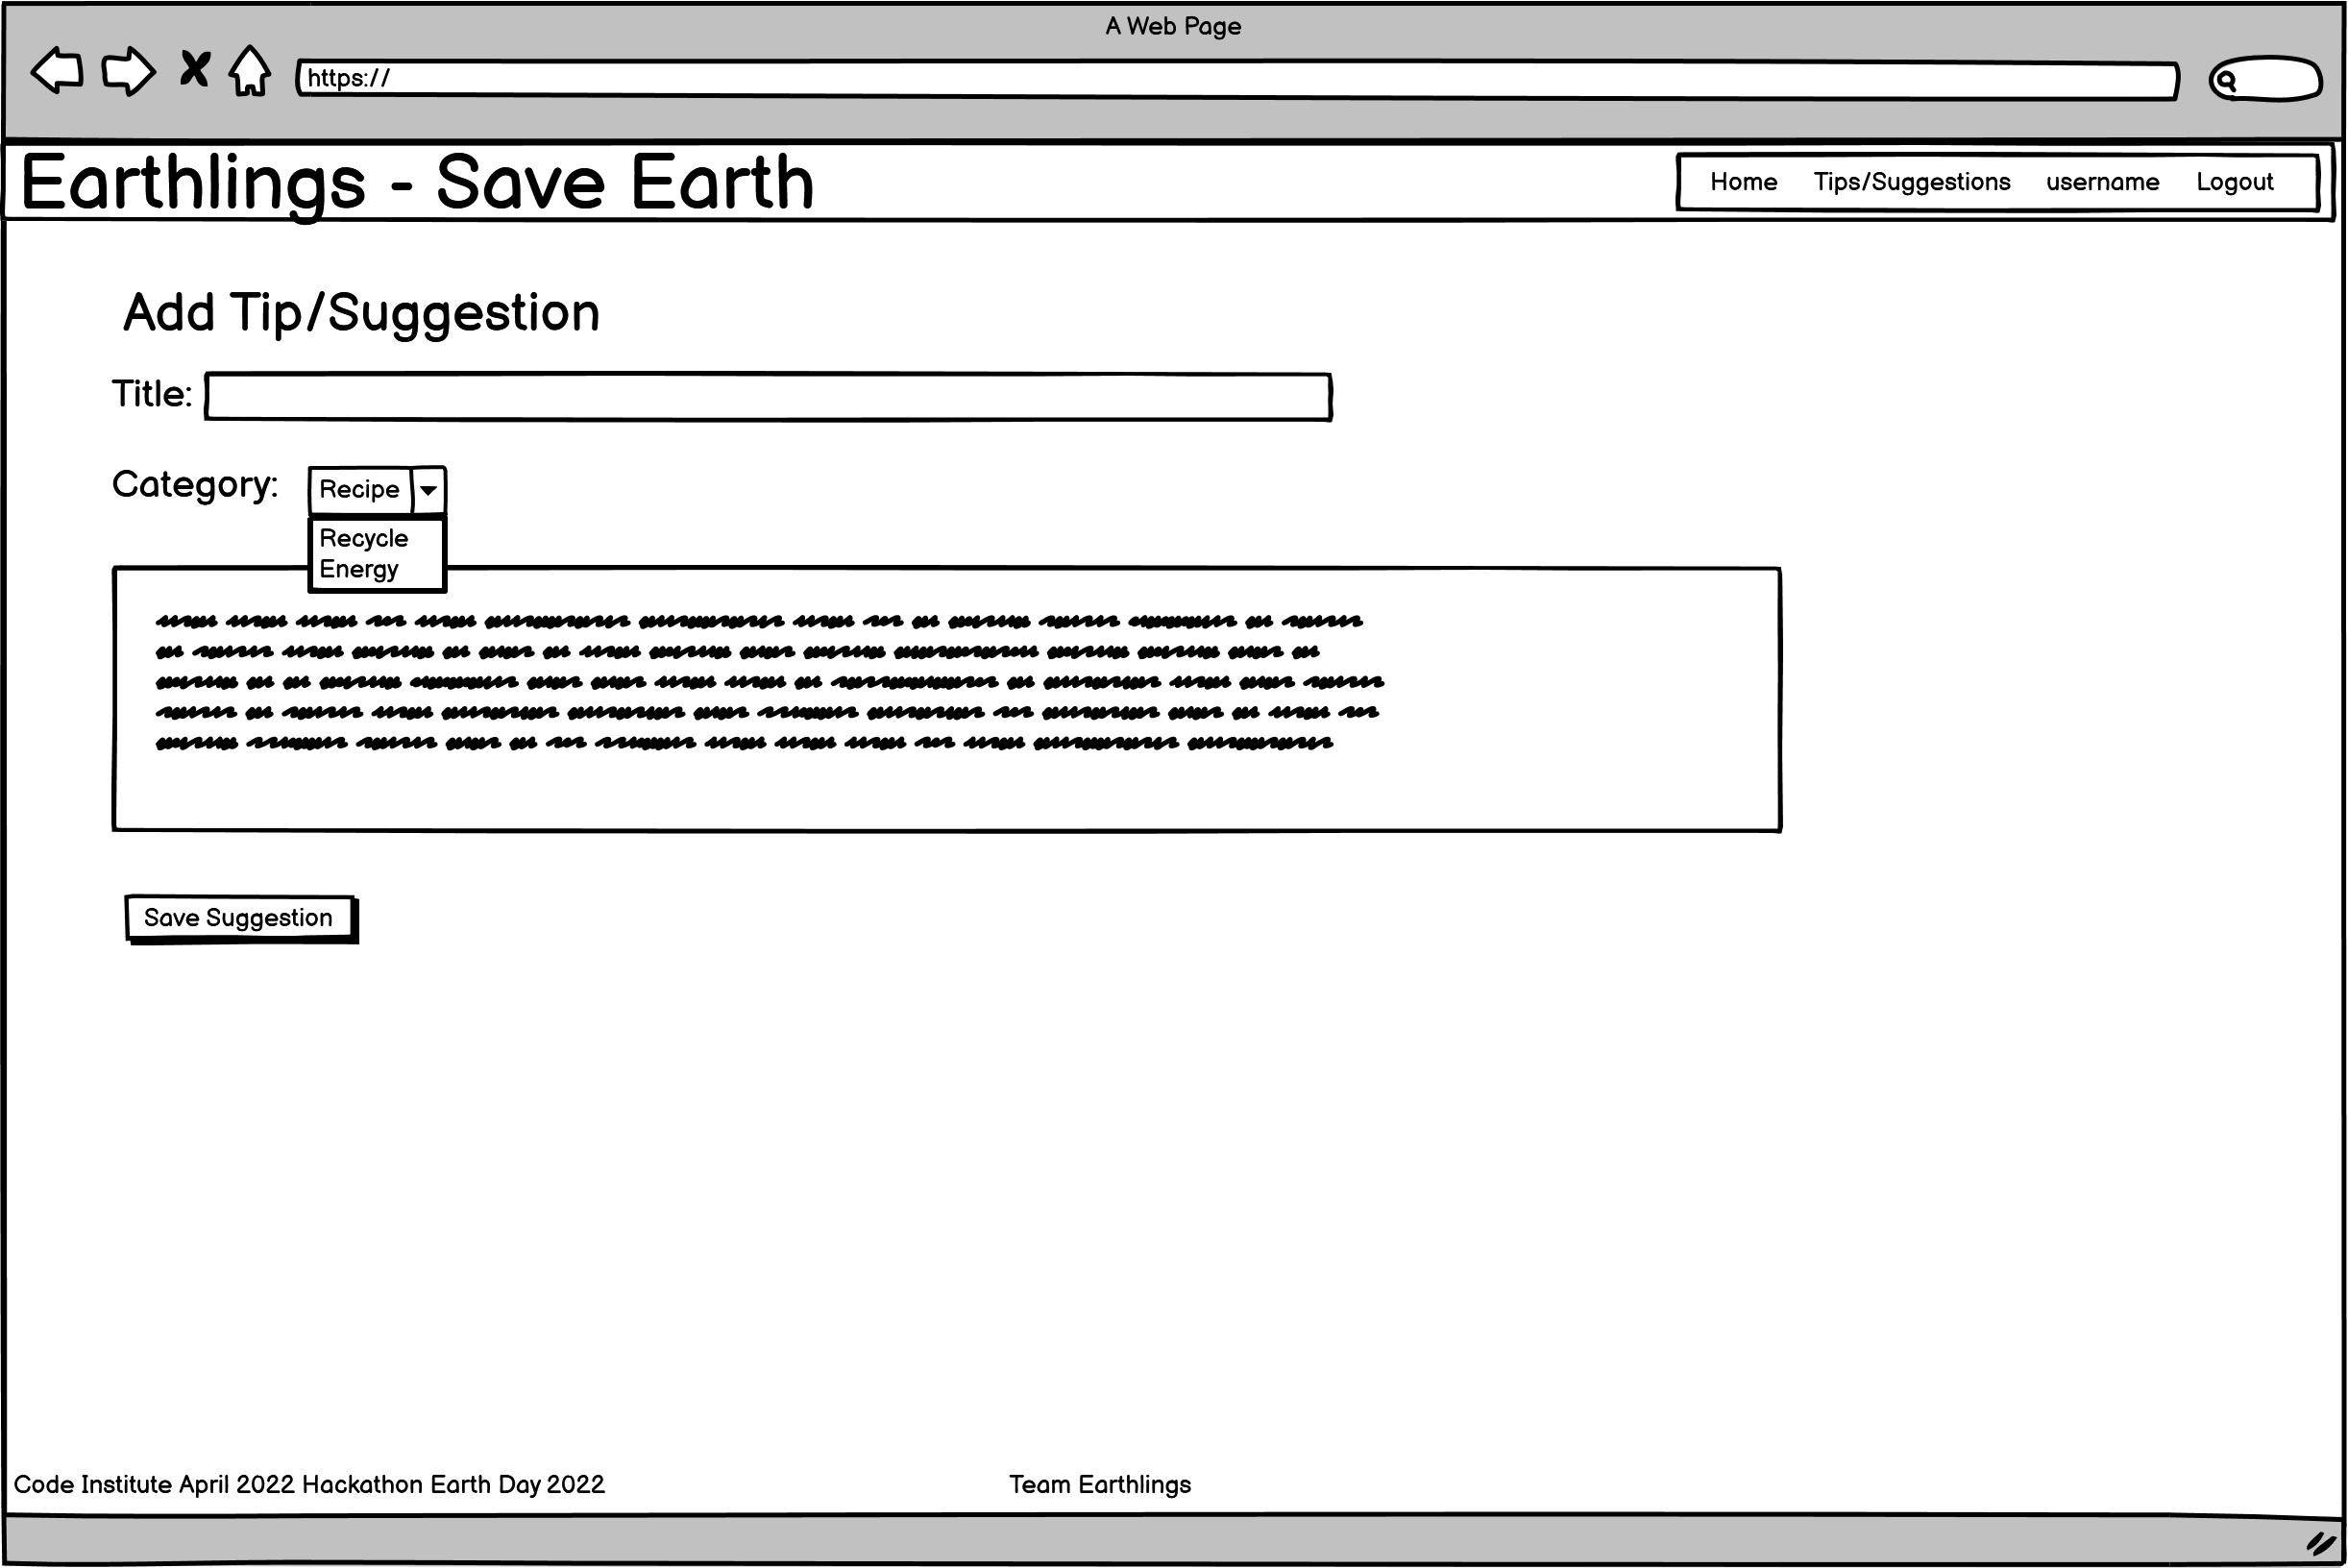 A Web Page
https://
Earthlings - Save Earth
Home Tips/Suggestions username Logout
Add Tip/Suggestion
Title:
Category: Recipe
Recycle
Energy
Save Suggestion
Code Institute April 2022 Hackathon Earth Day 2022 Team Earthlings